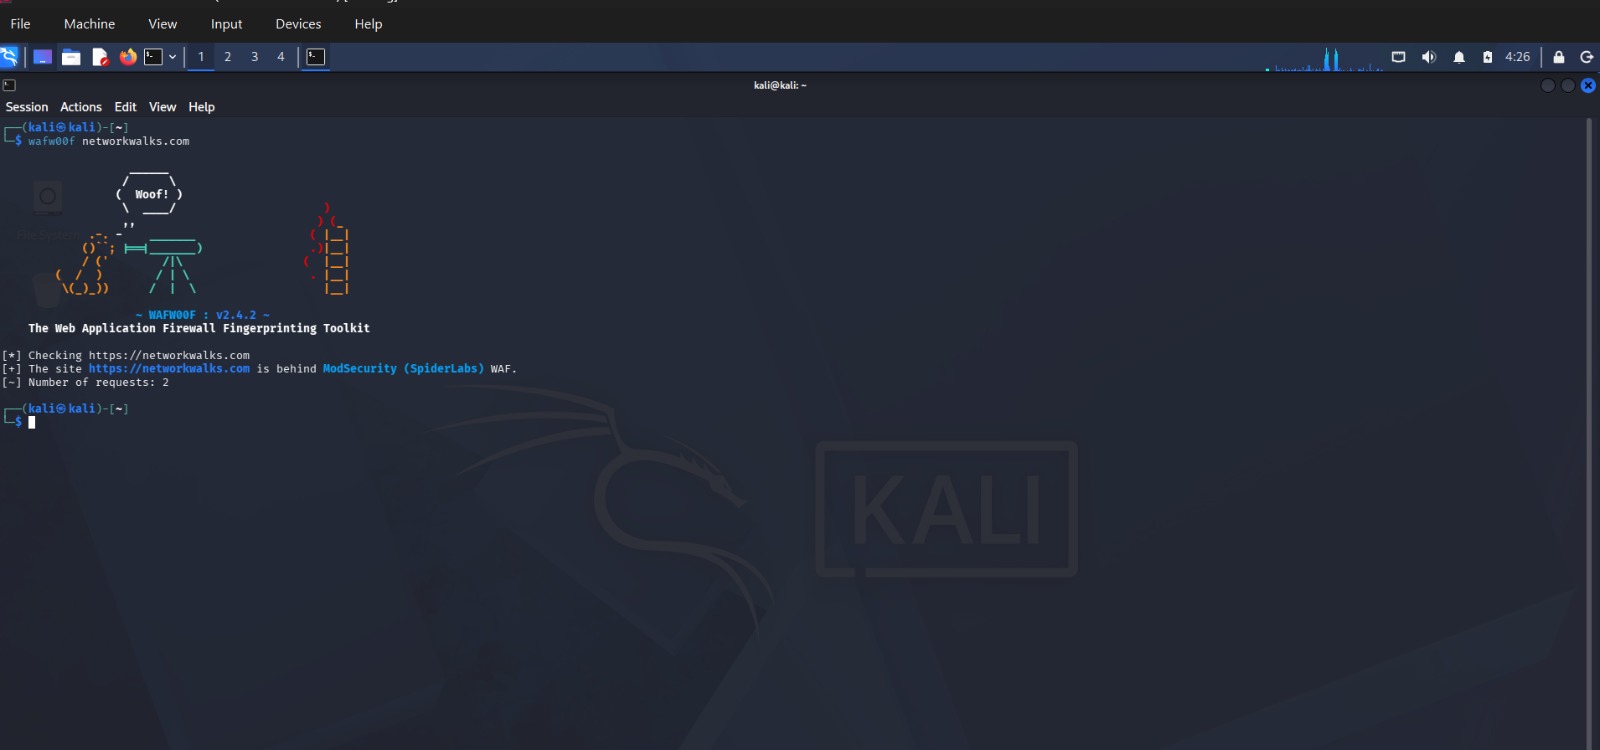 File Machine View Input Devices Help
1 2 3 4 4:26
kali@kali: ~
Session Actions Edit View Help
┌──(kali㉿kali)-[~]
└─$ wafw00f networkwalks.com
Woof!
File System
~ WAFW00F : v2.4.2 ~
The Web Application Firewall Fingerprinting Toolkit
[*] Checking https://networkwalks.com
[+] The site https://networkwalks.com is behind ModSecurity (SpiderLabs) WAF.
[~] Number of requests: 2
┌──(kali㉿kali)-[~]
└─$
KALI